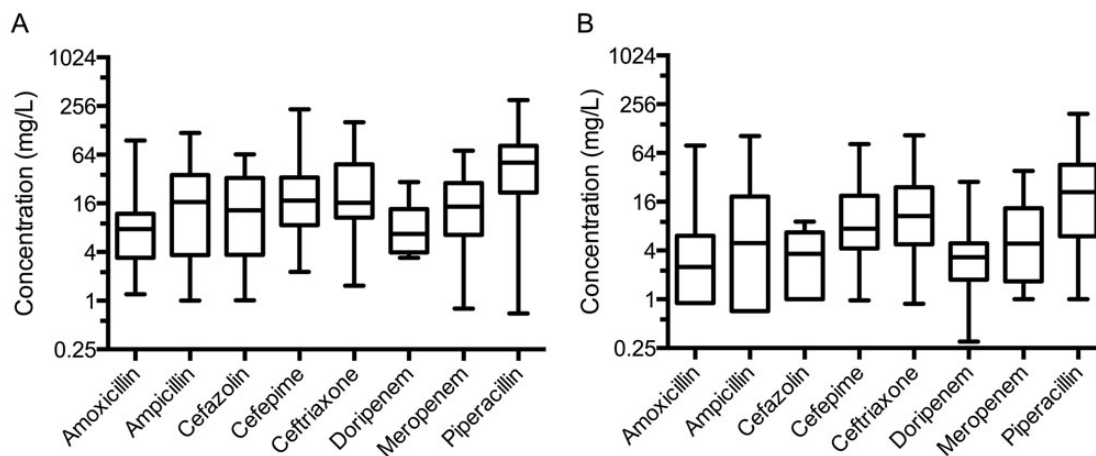 A
Concentration (mg/L)
1024
256
64
16
4
1
0.25
Amoxicillin
Ampicillin
Cefazolin
Cefepime
Ceftriaxone
Doripenem
Meropenem
Piperacillin
B
Concentration (mg/L)
1024
256
64
16
4
1
0.25
Amoxicillin
Ampicillin
Cefazolin
Cefepime
Ceftriaxone
Doripenem
Meropenem
Piperacillin